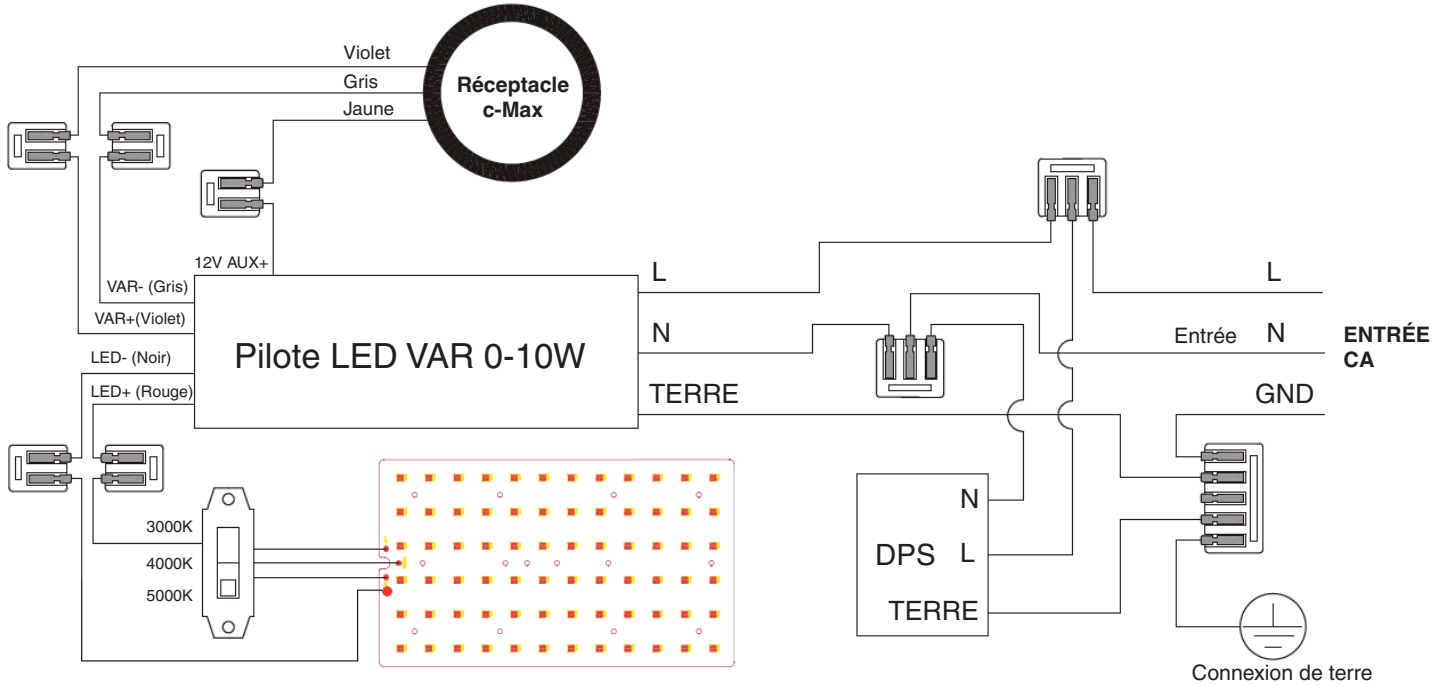 Violet
Gris
Jaune
Réceptacle
c-Max
12V AUX+
VAR- (Gris)
VAR+(Violet)
LED- (Noir)
LED+ (Rouge)
Pilote LED VAR 0-10W
L
N
TERRE
L
Entrée N
GND
ENTRÉE
CA
3000K
4000K
5000K
N
DPS L
TERRE
Connexion de terre